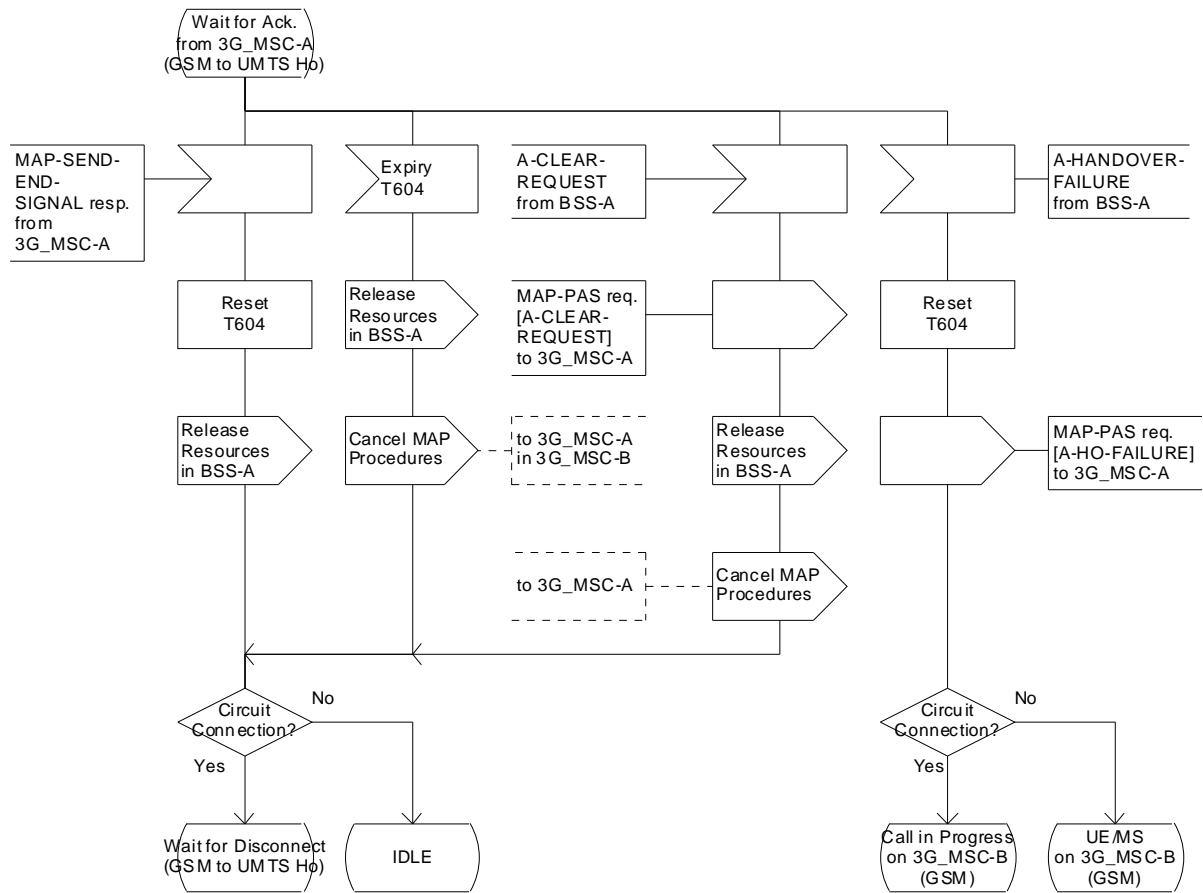 Wait for Ack.
from 3G_MSC-A
(GSM to UMTS Ho)
MAP-SEND-
END-
SIGNAL resp.
from
3G_MSC-A
Expiry
T604
A-CLEAR-
REQUEST
from BSS-A
A-HANDOVER-
FAILURE
from BSS-A
Reset
T604
Release
Resources
in BSS-A
MAP-PAS req.
[A-CLEAR-
REQUEST]
to 3G_MSC-A
Reset
T604
Release
Resources
in BSS-A
Cancel MAP
Procedures
to 3G_MSC-A
in 3G_MSC-B
Release
Resources
in BSS-A
MAP-PAS req.
[A-HO-FAILURE]
to 3G_MSC-A
to 3G_MSC-A
Cancel MAP
Procedures
Circuit
Connection?
No
Yes
Circuit
Connection?
No
Yes
Wait for Disconnect
(GSM to UMTS Ho)
IDLE
Call in Progress
on 3G_MSC-B
(GSM)
UE/MS
on 3G_MSC-B
(GSM)